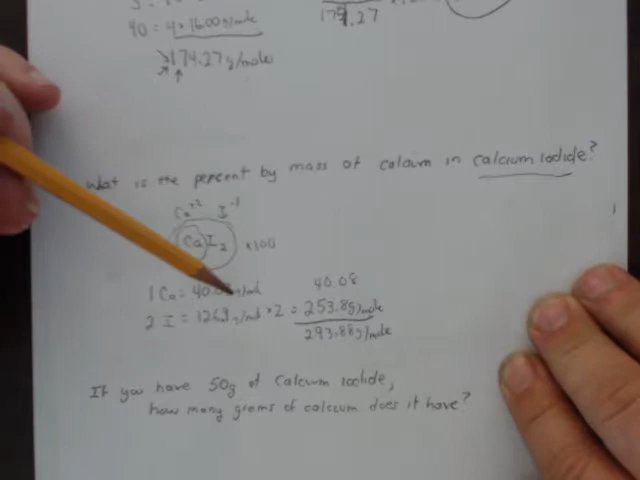 40 = 4 × 16.00 g/mole
174.27 g/mole
What is the percent by mass of calcium in calcium iodide?
Ca+2 I-1
CaI2 ×100
1 Ca = 40.08 g/mol 40.08
2 I = 126.9 g/mol × 2 = 253.8 g/mole
293.88 g/mole
If you have 50g of Calcium Iodide,
how many grams of calcium does it have?